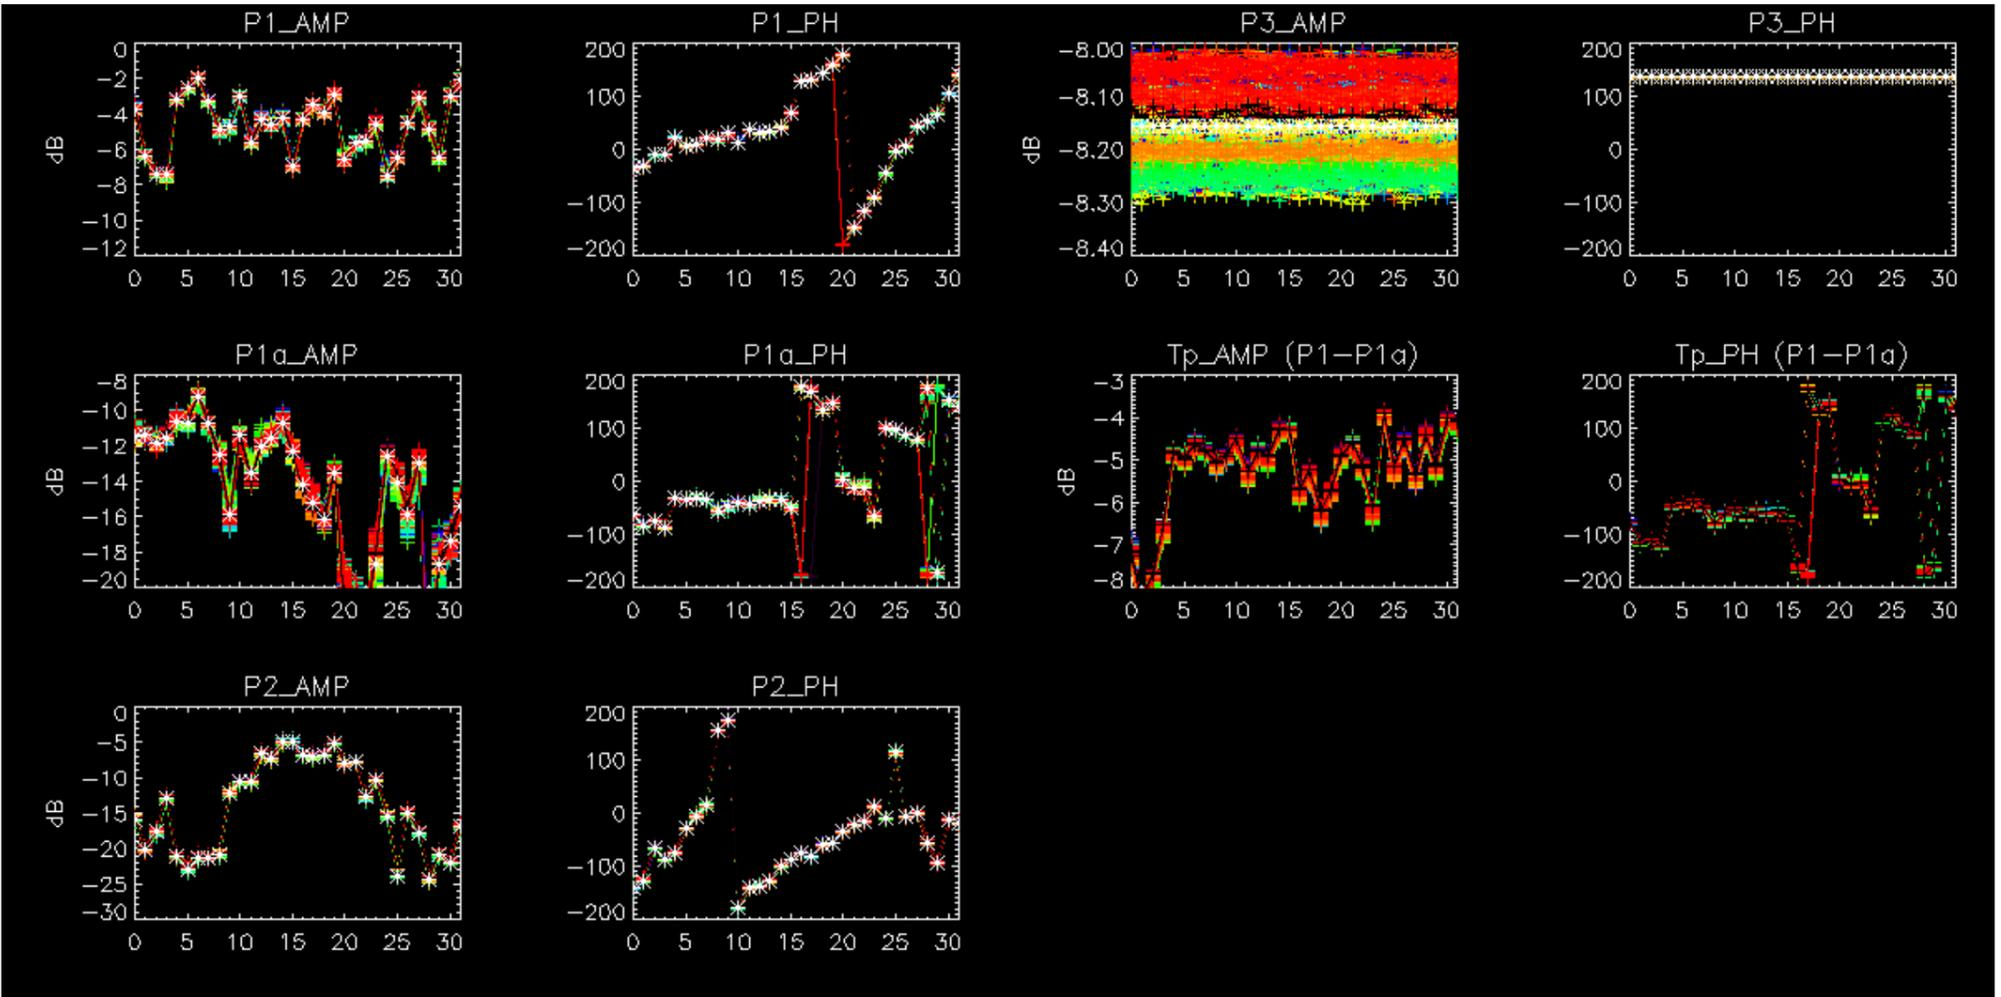 P1_AMP
0
−2
−4
−6
−8
−10
−12
dB
0 5 10 15 20 25 30
P1_PH
200
100
0
−100
−200
0 5 10 15 20 25 30
P3_AMP
−8.00
−8.10
−8.20
−8.30
−8.40
dB
0 5 10 15 20 25 30
P3_PH
200
100
0
−100
−200
0 5 10 15 20 25 30
P1a_AMP
−8
−10
−12
−14
−16
−18
−20
dB
0 5 10 15 20 25 30
P1a_PH
200
100
0
−100
−200
0 5 10 15 20 25 30
Tp_AMP (P1−P1a)
−3
−4
−5
−6
−7
−8
dB
0 5 10 15 20 25 30
Tp_PH (P1−P1a)
200
100
0
−100
−200
0 5 10 15 20 25 30
P2_AMP
0
−5
−10
−15
−20
−25
−30
dB
0 5 10 15 20 25 30
P2_PH
200
100
0
−100
−200
0 5 10 15 20 25 30